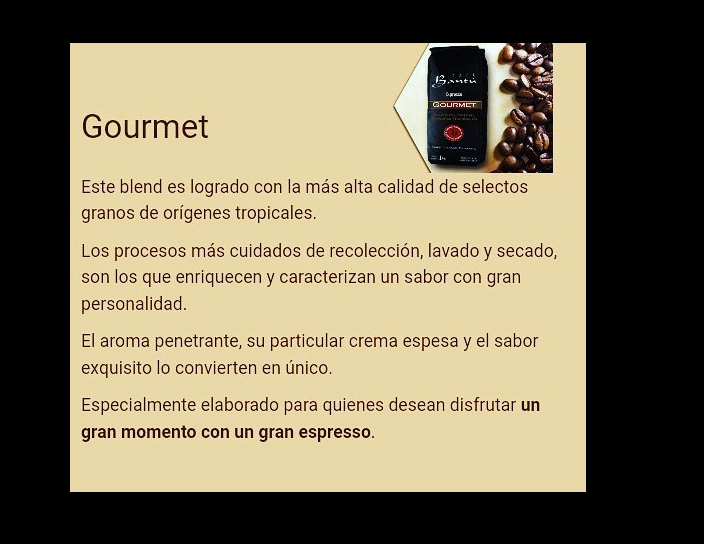 CAFÉ
Bantú
Espresso
GOURMET
Gourmet
Este blend es logrado con la más alta calidad de selectos
granos de orígenes tropicales.
Los procesos más cuidados de recolección, lavado y secado,
son los que enriquecen y caracterizan un sabor con gran
personalidad.
El aroma penetrante, su particular crema espesa y el sabor
exquisito lo convierten en único.
Especialmente elaborado para quienes desean disfrutar un
gran momento con un gran espresso.